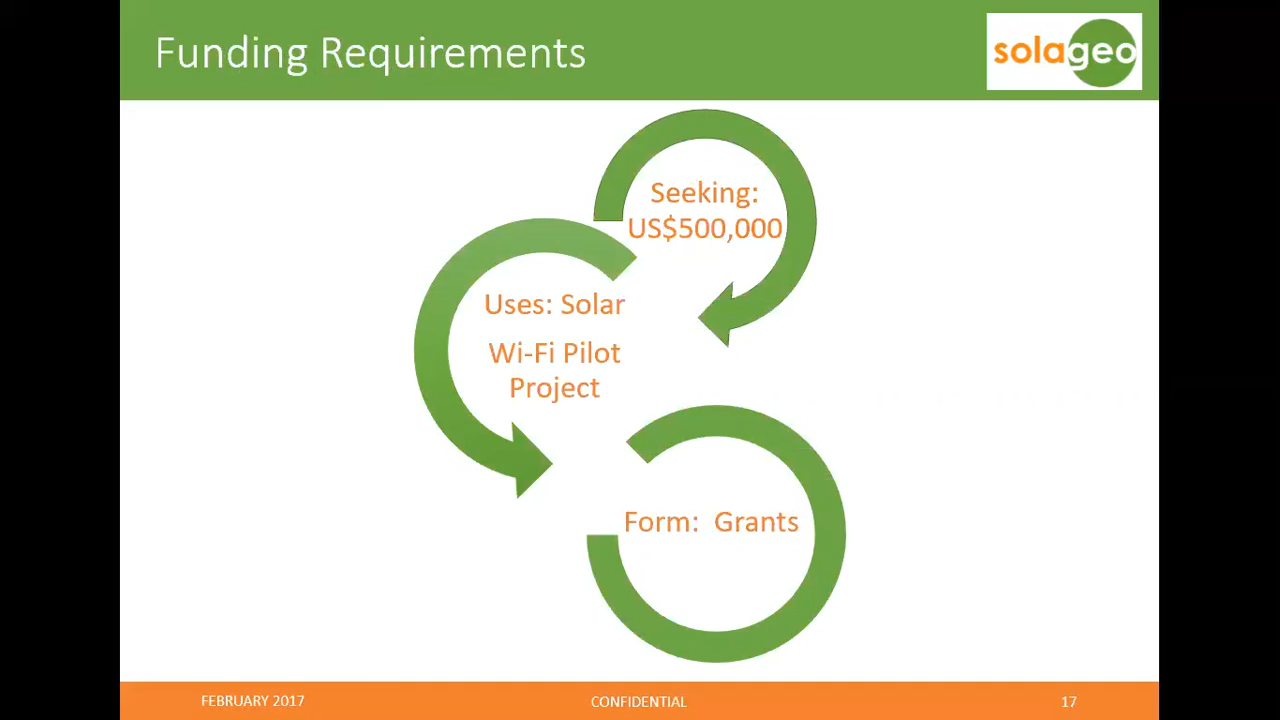 Funding Requirements
solageo
Seeking:
US$500,000
Uses: Solar
Wi-Fi Pilot
Project
Form: Grants
FEBRUARY 2017
CONFIDENTIAL
17